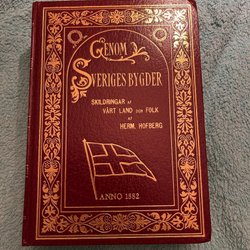 GENOM
SVERIGES BYGDER
SKILDRINGAR AF
VÅRT LAND OCH FOLK
AF
HERM. HOFBERG
ANNO 1882